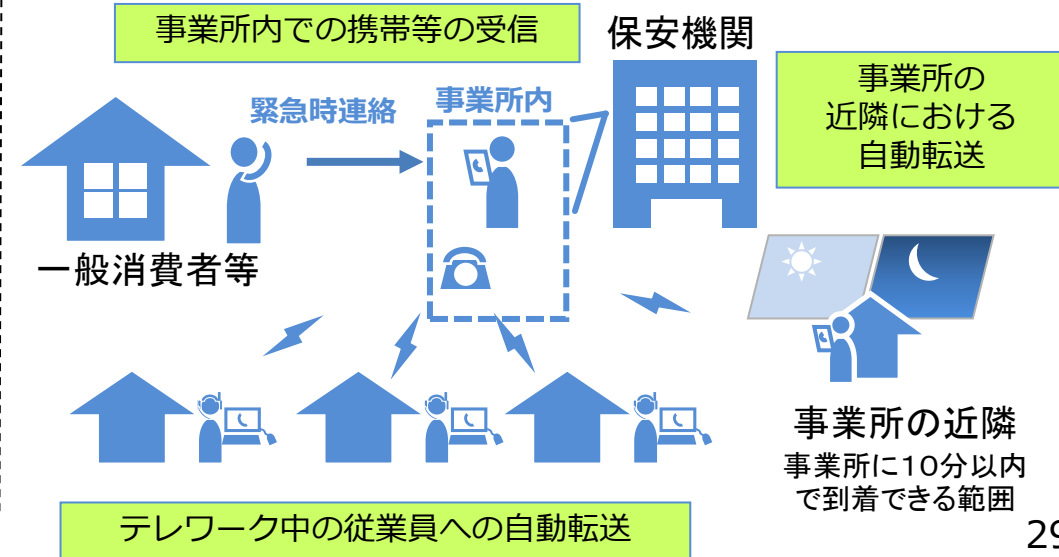 事業所内での携帯等の受信
保安機関
事業所の
近隣における
自動転送
緊急時連絡
事業所内
一般消費者等
事業所の近隣
事業所に10分以内
で到着できる範囲
テレワーク中の従業員への自動転送
29